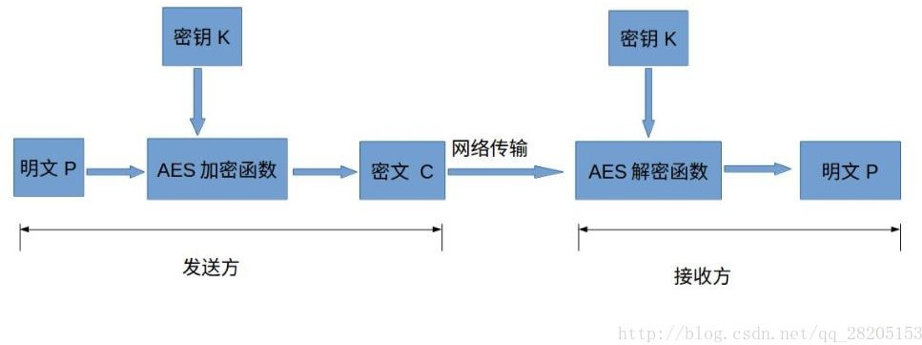 密钥 K
密钥 K
明文 P
AES 加密函数
密文 C
网络传输
AES 解密函数
明文 P
发送方
接收方
http://blog.csdn.net/qq_28205153